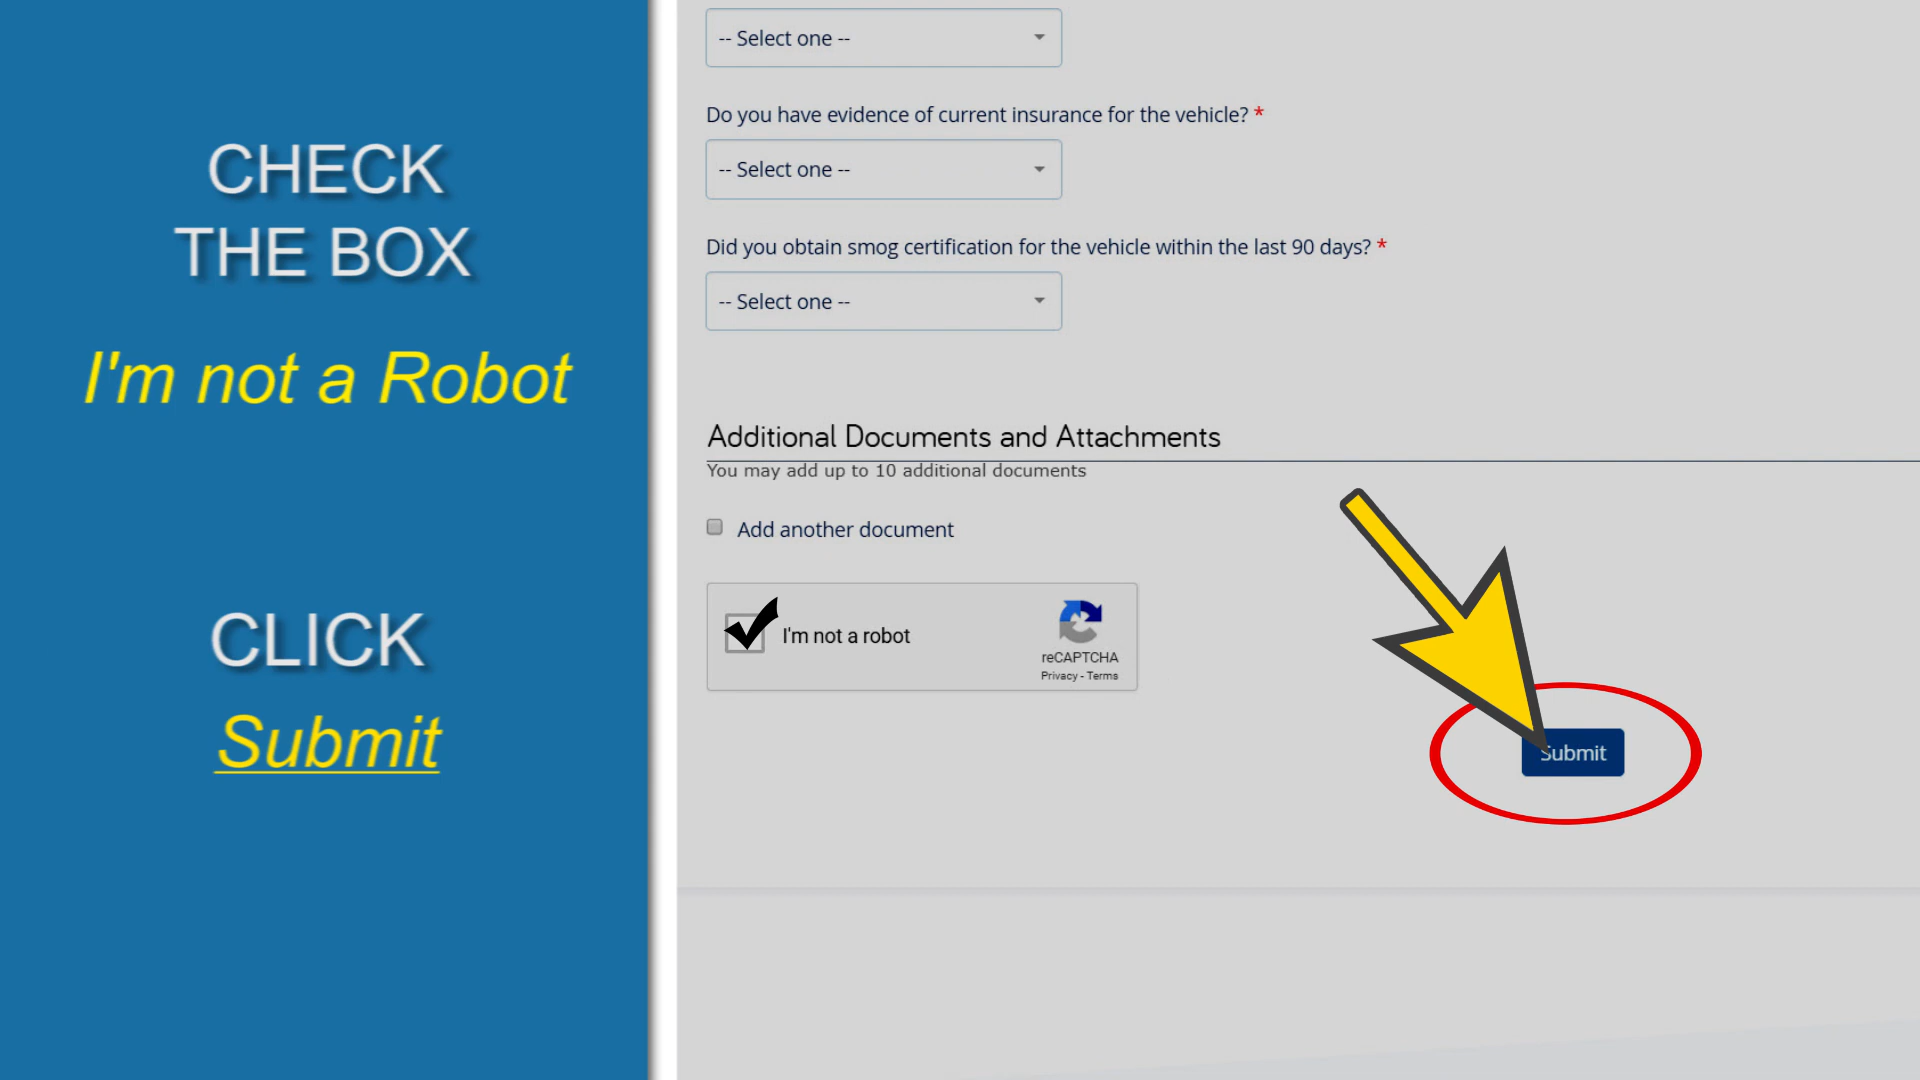 CHECK
THE BOX
I'm not a Robot
CLICK
Submit
-- Select one --
Do you have evidence of current insurance for the vehicle? *
-- Select one --
Did you obtain smog certification for the vehicle within the last 90 days? *
-- Select one --
Additional Documents and Attachments
You may add up to 10 additional documents
Add another document
I'm not a robot
reCAPTCHA
Privacy - Terms
Submit